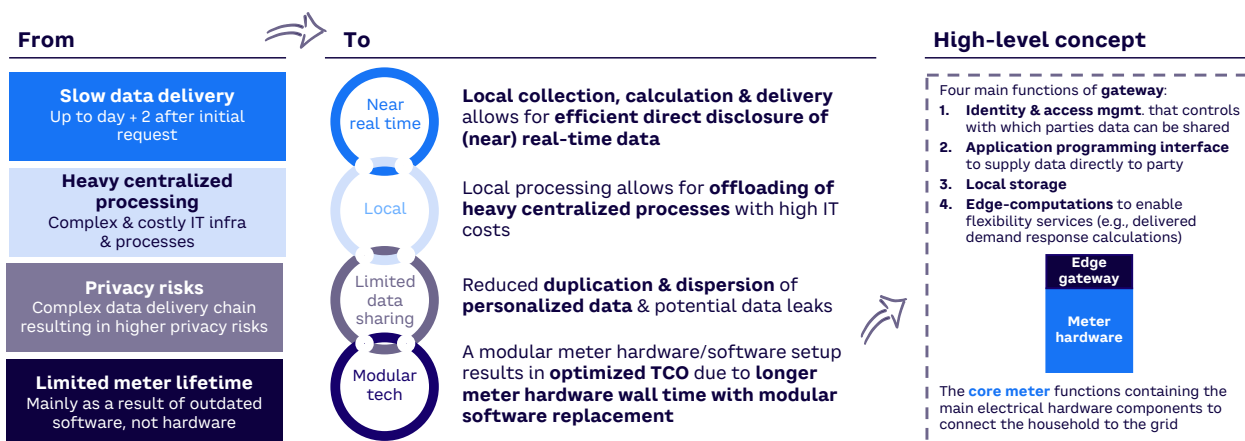 From
To
High-level concept
Slow data delivery
Up to day + 2 after initial
request
Heavy centralized
processing
Complex & costly IT infra
& processes
Privacy risks
Complex data delivery chain
resulting in higher privacy risks
Limited meter lifetime
Mainly as a result of outdated
software, not hardware
Near
real time
Local collection, calculation & delivery
allows for efficient direct disclosure of
(near) real-time data
Local
Local processing allows for offloading of
heavy centralized processes with high IT
costs
Limited
data
sharing
Reduced duplication & dispersion of
personalized data & potential data leaks
Modular
tech
A modular meter hardware/software setup
results in optimized TCO due to longer
meter hardware wall time with modular
software replacement
Four main functions of gateway:
1. Identity & access mgmt. that controls
with which parties data can be shared
2. Application programming interface
to supply data directly to party
3. Local storage
4. Edge-computations to enable
flexibility services (e.g., delivered
demand response calculations)
Edge
gateway
Meter
hardware
The core meter functions containing the
main electrical hardware components to
connect the household to the grid